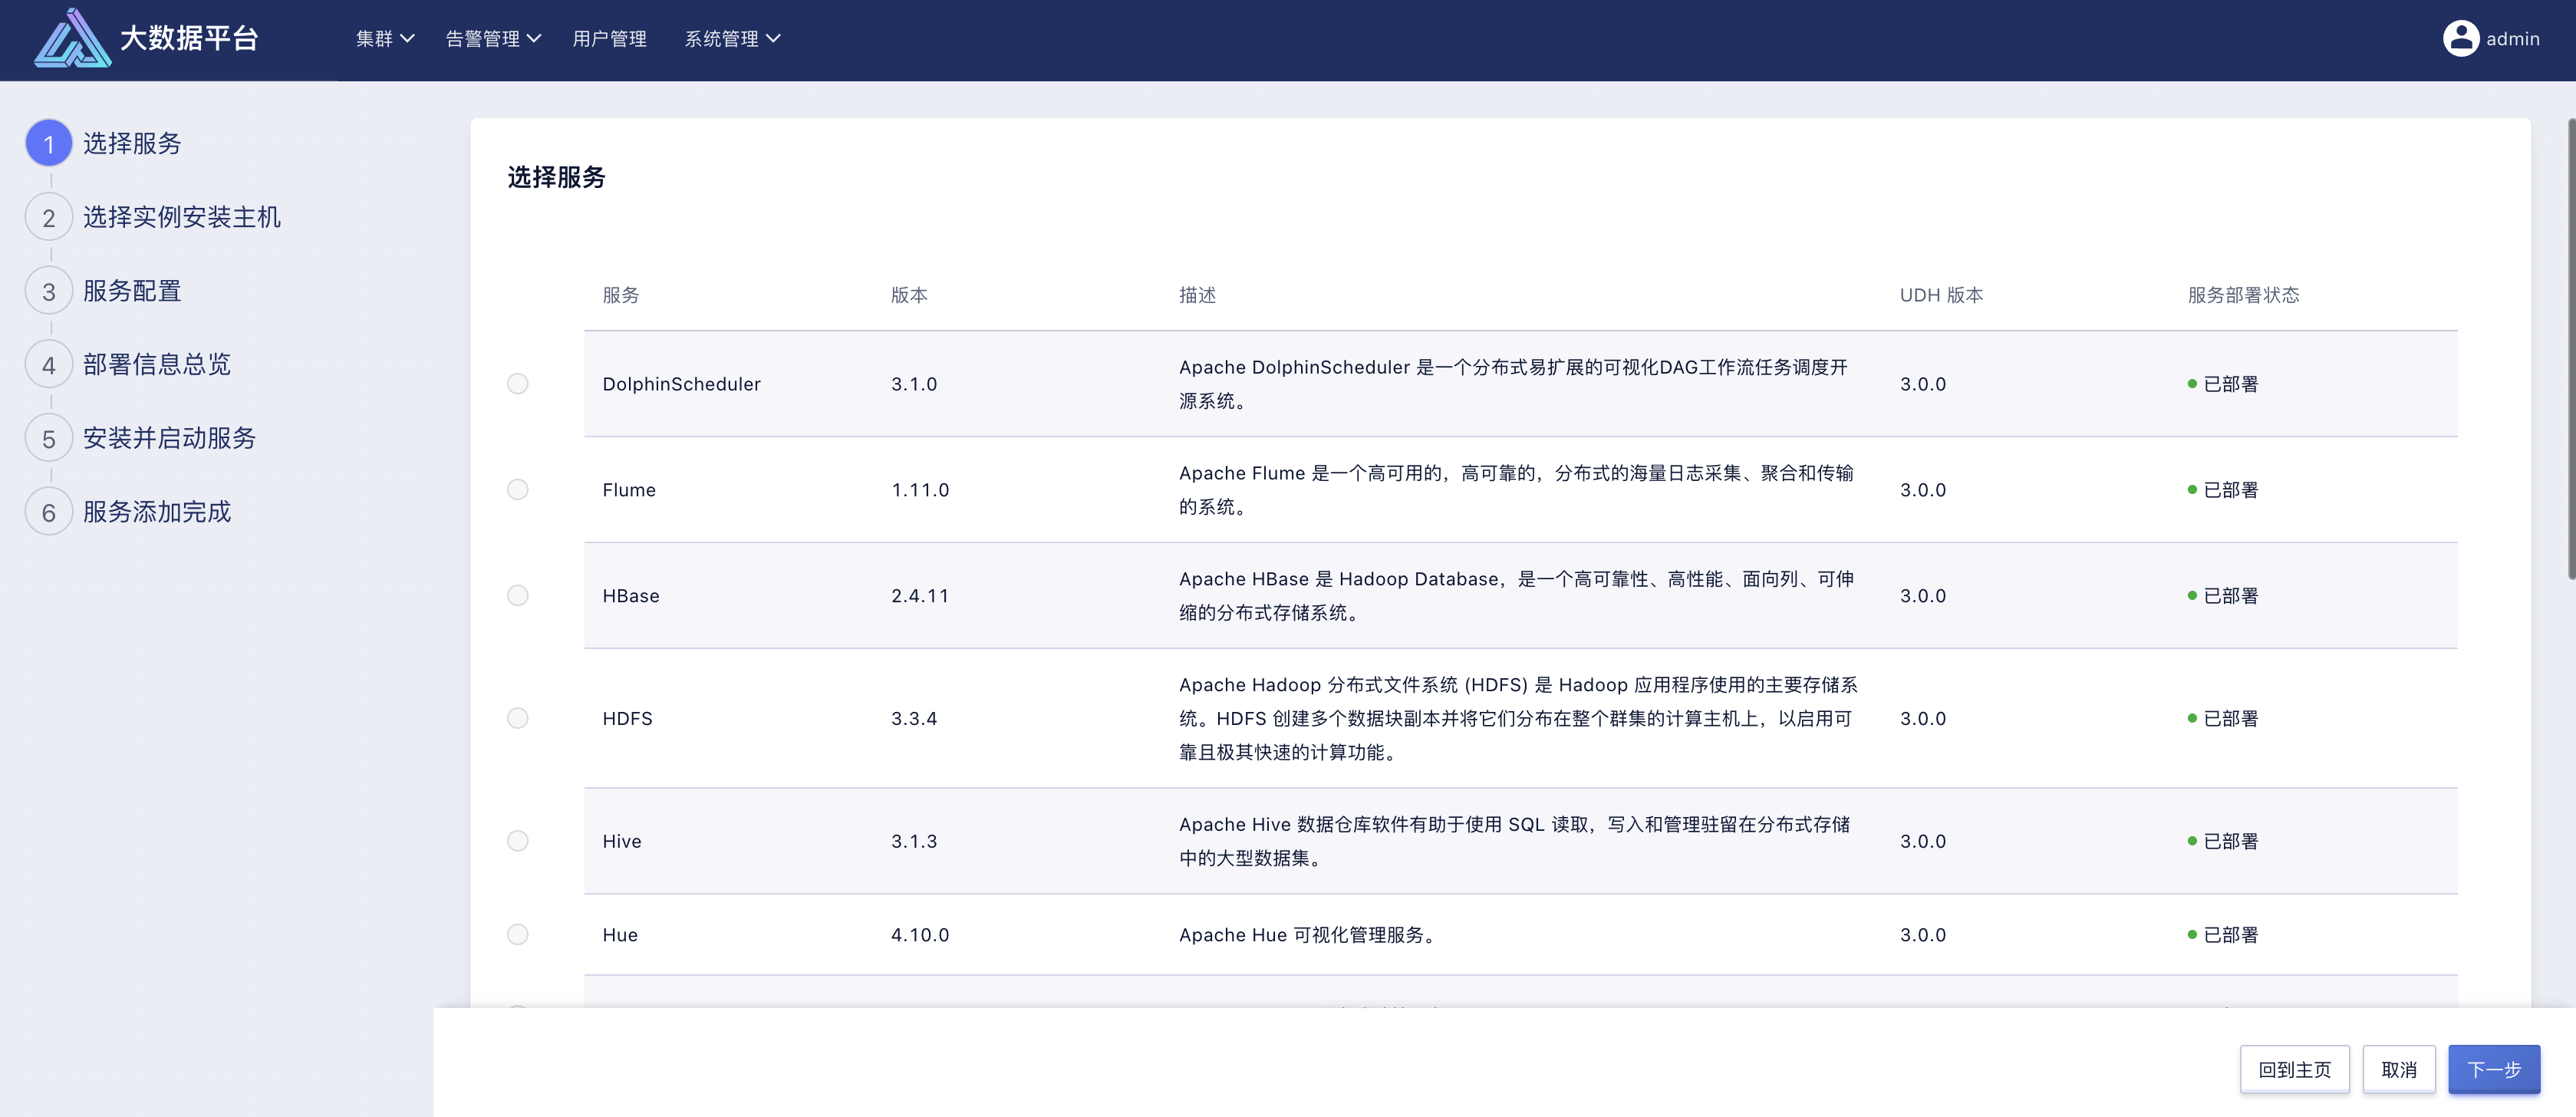 大数据平台
集群
告警管理
用户管理
系统管理
admin
1 选择服务
2 选择实例安装主机
3 服务配置
4 部署信息总览
5 安装并启动服务
6 服务添加完成
选择服务
服务 版本 描述 UDH 版本 服务部署状态
DolphinScheduler 3.1.0 Apache DolphinScheduler 是一个分布式易扩展的可视化DAG工作流任务调度开 3.0.0 已部署
源系统。
Flume 1.11.0 Apache Flume 是一个高可用的，高可靠的，分布式的海量日志采集、聚合和传输 3.0.0 已部署
的系统。
HBase 2.4.11 Apache HBase 是 Hadoop Database，是一个高可靠性、高性能、面向列、可伸 3.0.0 已部署
缩的分布式存储系统。
Apache Hadoop 分布式文件系统 (HDFS) 是 Hadoop 应用程序使用的主要存储系
HDFS 3.3.4 统。HDFS 创建多个数据块副本并将它们分布在整个群集的计算主机上，以启用可 3.0.0 已部署
靠且极其快速的计算功能。
Hive 3.1.3 Apache Hive 数据仓库软件有助于使用 SQL 读取，写入和管理驻留在分布式存储 3.0.0 已部署
中的大型数据集。
Hue 4.10.0 Apache Hue 可视化管理服务。 3.0.0 已部署
回到主页 取消 下一步